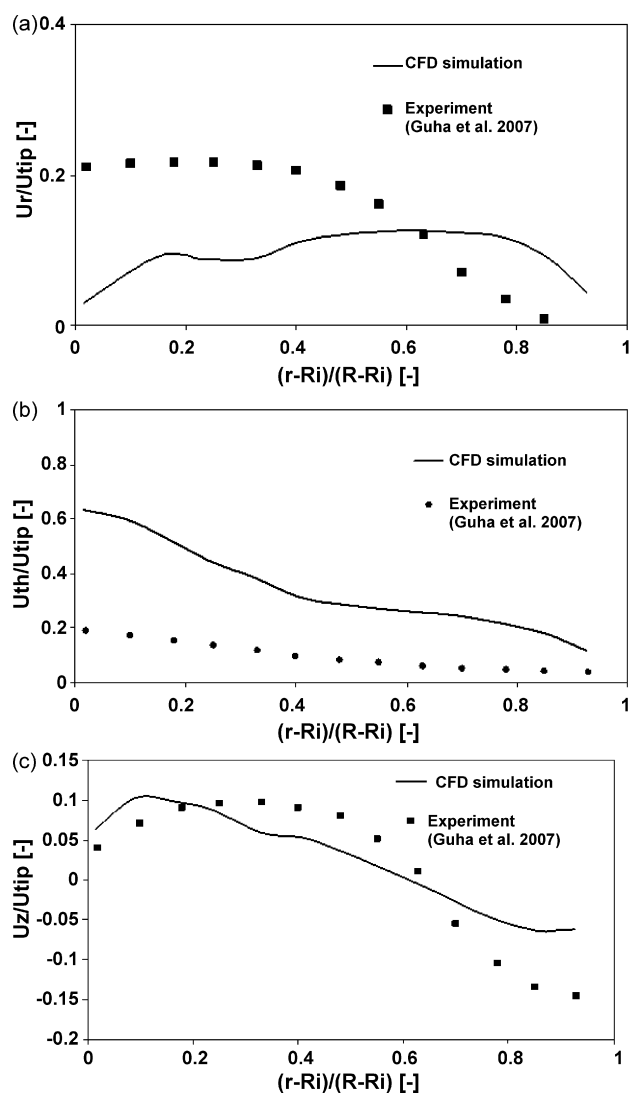 (a)
0.4
0.2
0
Ur/Utip [-]
CFD simulation
Experiment
(Guha et al. 2007)
0
0.2
0.4
0.6
0.8
1
(r-Ri)/(R-Ri) [-]
(b)
1
0.8
0.6
0.4
0.2
0
Uth/Utip [-]
CFD simulation
Experiment
(Guha et al. 2007)
0
0.2
0.4
0.6
0.8
1
(r-Ri)/(R-Ri) [-]
(c)
0.15
0.1
0.05
0
-0.05
-0.1
-0.15
-0.2
Uz/Utip [-]
CFD simulation
Experiment
(Guha et al. 2007)
0
0.2
0.4
0.6
0.8
1
(r-Ri)/(R-Ri) [-]